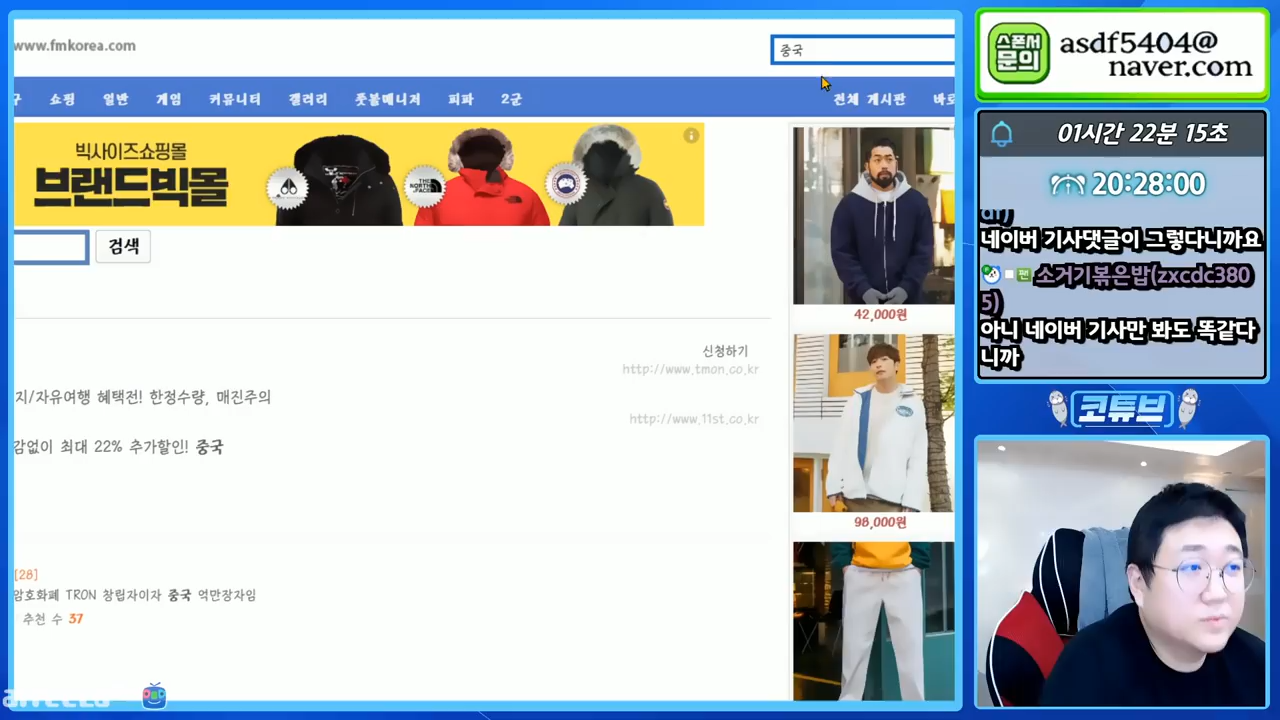 www.fmkorea.com
중국
구 쇼핑 일반 게임 커뮤니티 갤러리 풋볼매니저 피파 2군
전체 게시판 바로
빅사이즈쇼핑몰
브랜드빅몰
THE NORTH FACE
검색
42,000원
신청하기
http://www.tmon.co.kr
지/자유여행 혜택전! 한정수량, 매진주의
http://www.11st.co.kr
감없이 최대 22% 추가할인! 중국
98,000원
[28]
암호화폐 TRON 창립자이자 중국 억만장자임
추천 수 37
스폰서
문의
asdf5404@
naver.com
01시간 22분 15초
20:28:00
네이버 기사댓글이 그렇다니까요
팬 소거기볶은밥(zxcdc380
5)
아니 네이버 기사만 봐도 똑같다
니까
코튜브